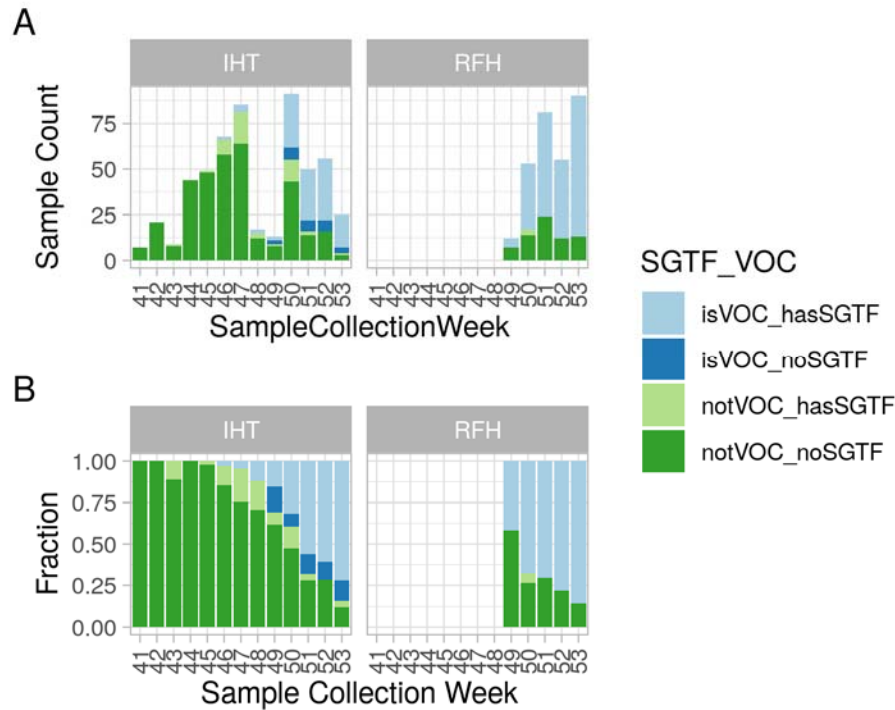 A
IHT RFH
Sample Count
75
50
25
0
41 42 43 44 45 46 47 48 49 50 51 52 53 41 42 43 44 45 46 47 48 49 50 51 52 53
SampleCollectionWeek
SGTF_VOC
isVOC_hasSGTF
isVOC_noSGTF
notVOC_hasSGTF
notVOC_noSGTF
B
IHT RFH
Fraction
1.00
0.75
0.50
0.25
0.00
41 42 43 44 45 46 47 48 49 50 51 52 53 41 42 43 44 45 46 47 48 49 50 51 52 53
Sample Collection Week